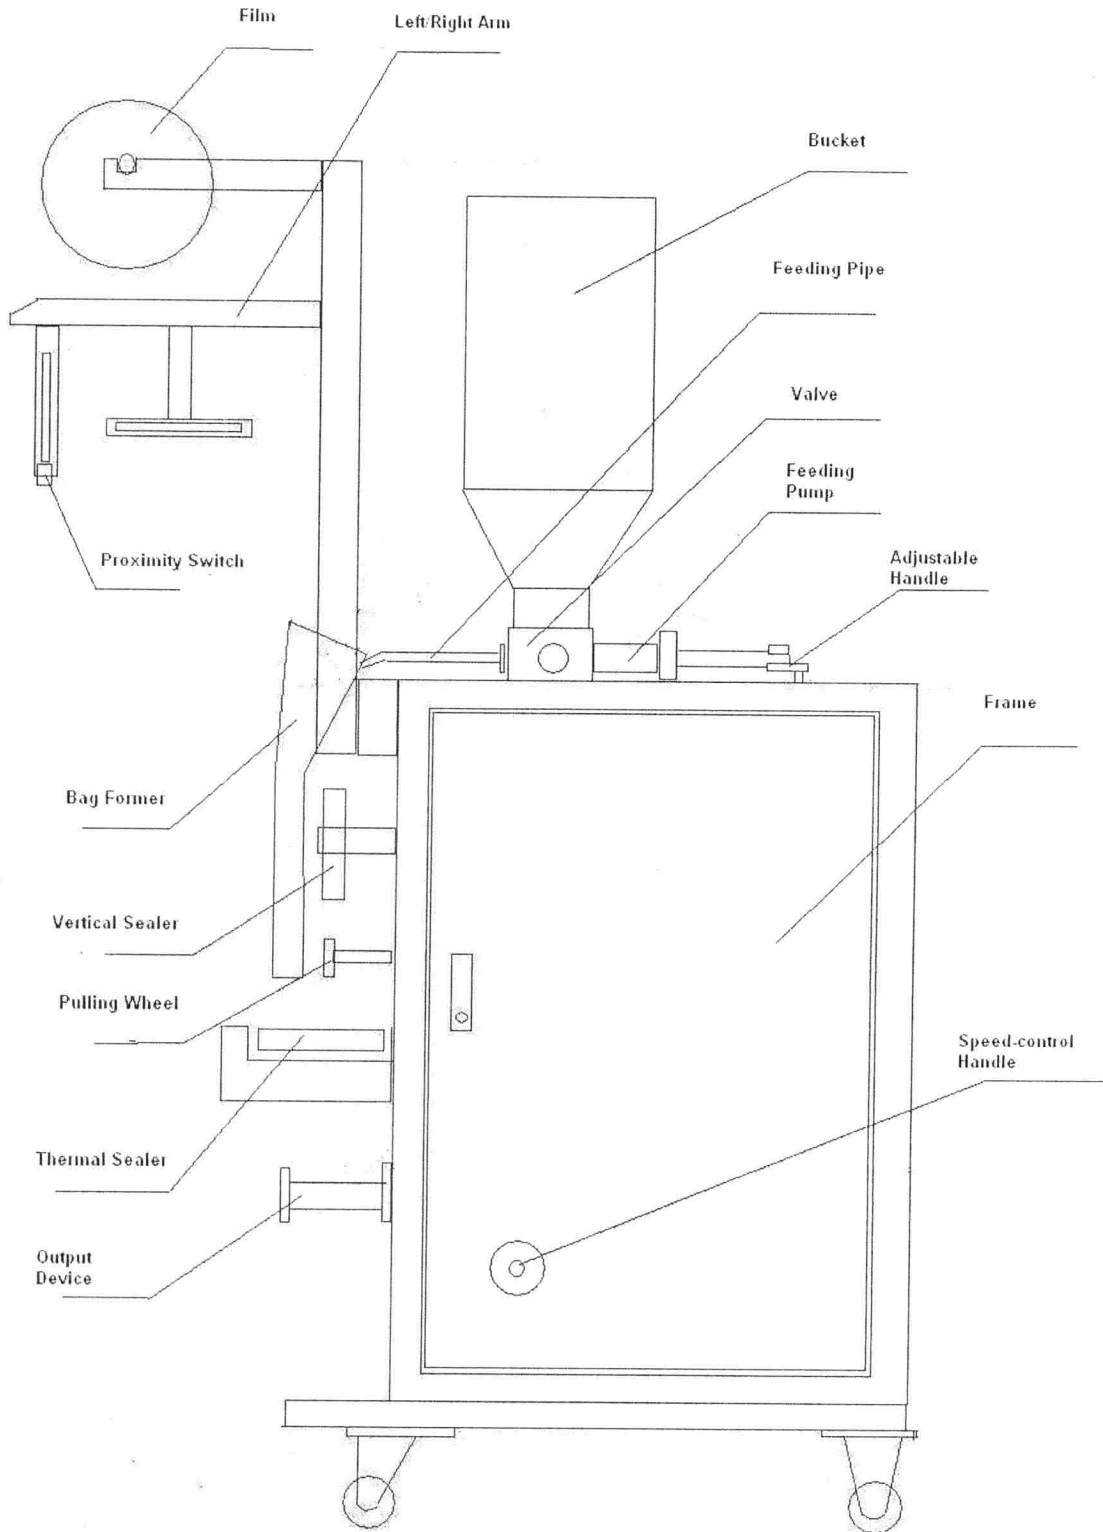 Film
Left/Right Arm
Bucket
Feeding Pipe
Valve
Feeding
Pump
Proximity Switch
Adjustable
Handle
Frame
Bag Former
Vertical Sealer
Pulling Wheel
Speed-control
Handle
Thermal Sealer
Output
Device